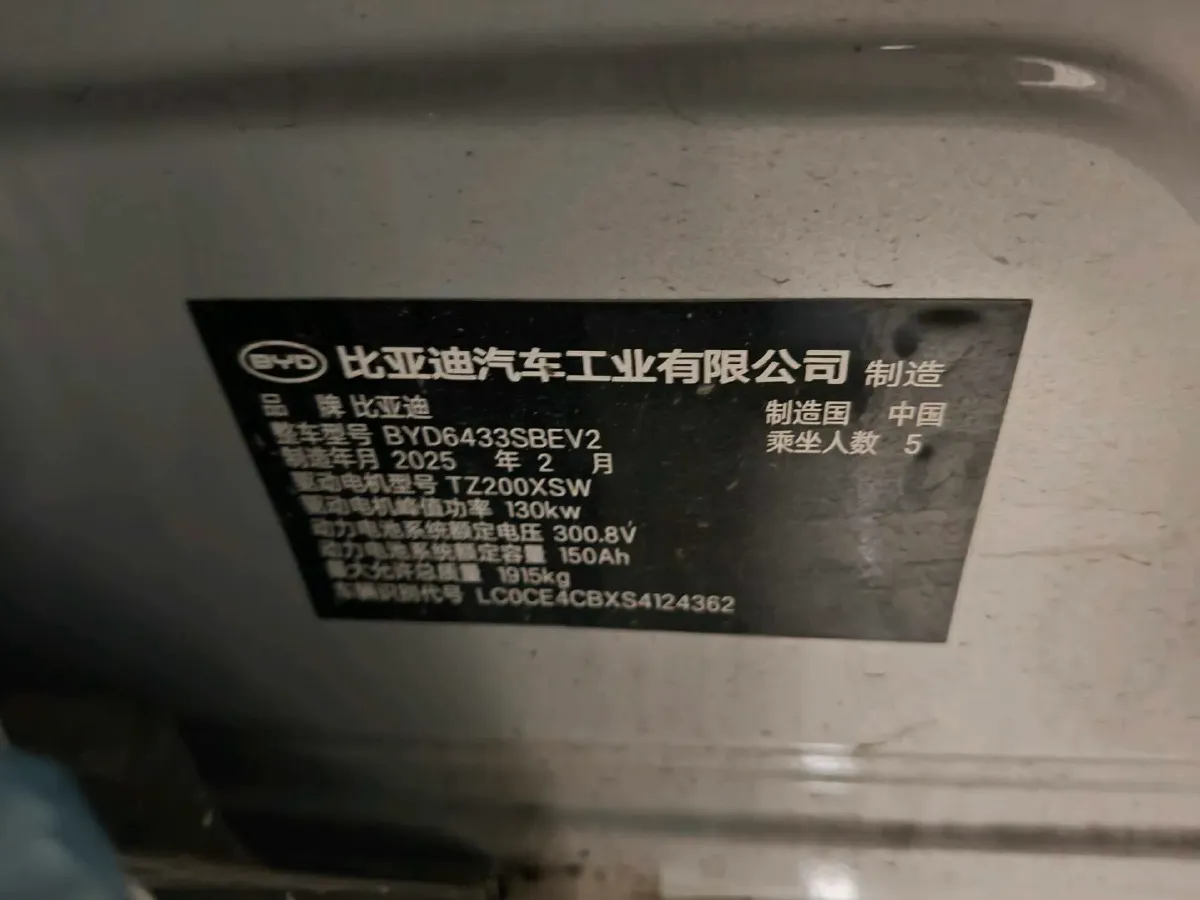 BYD 比亚迪汽车工业有限公司 制造
品 牌 比亚迪 制造国 中国
整车型号 BYD6433SBEV2 乘坐人数 5
制造年月 2025 年 2 月
驱动电机型号 TZ200XSW
驱动电机峰值功率 130kw
动力电池系统额定电压 300.8V
动力电池系统额定容量 150Ah
最大允许总质量 1915kg
车辆识别代号 LC0CE4CBXS4124362